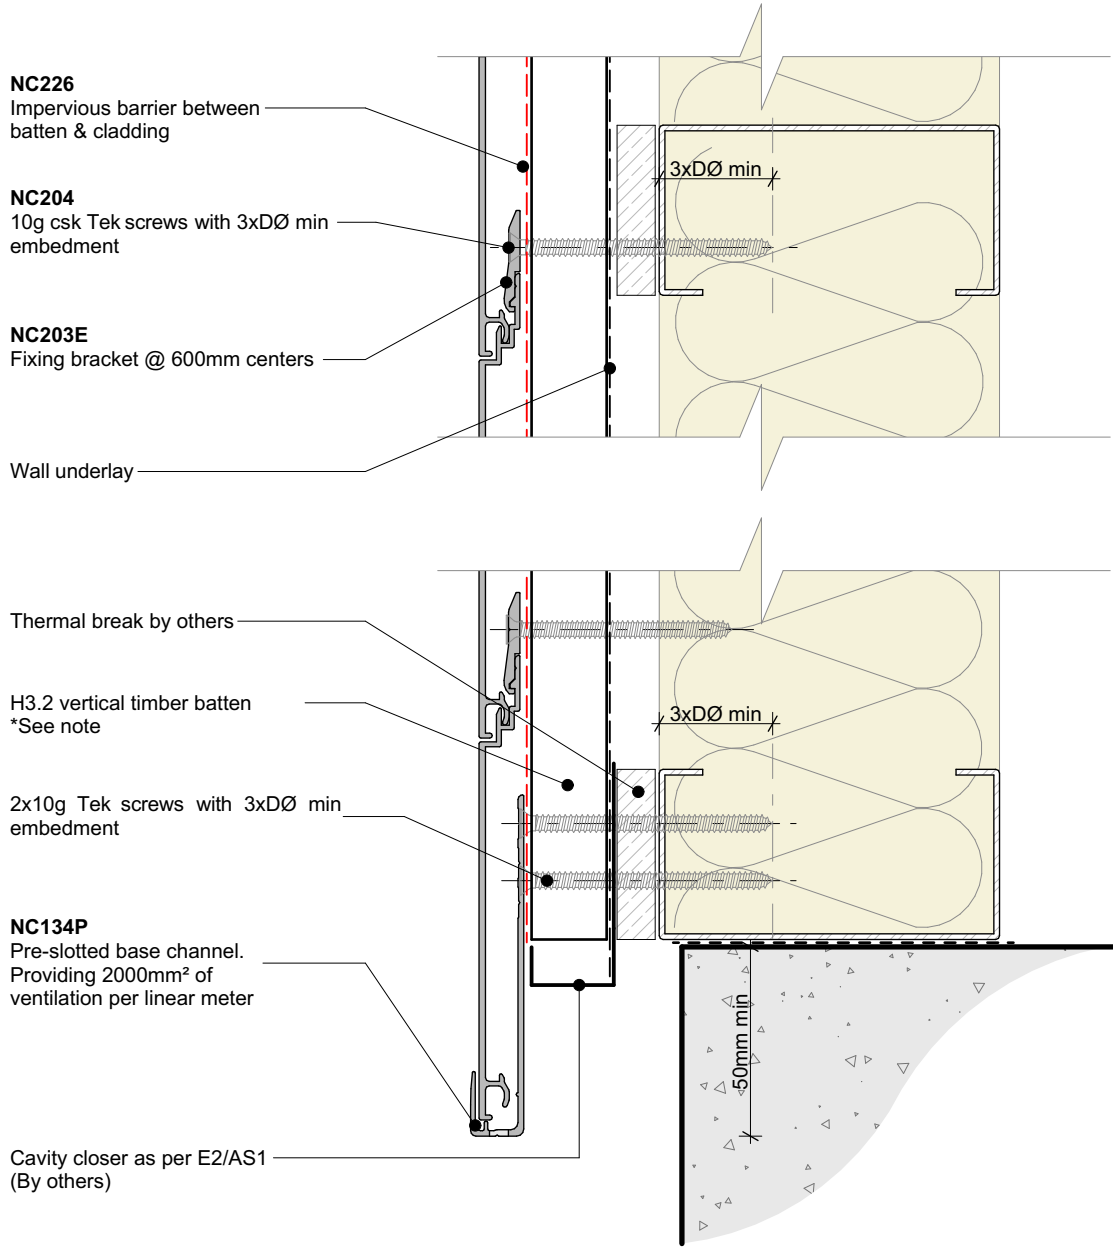 NC226
Impervious barrier between
batten & cladding
NC204
10g csk Tek screws with 3xDØ min
embedment
NC203E
Fixing bracket @ 600mm centers
Wall underlay
3xDØ min
Thermal break by others
H3.2 vertical timber batten
*See note
2x10g Tek screws with 3xDØ min
embedment
NC134P
Pre-slotted base channel.
Providing 2000mm² of
ventilation per linear meter
Cavity closer as per E2/AS1
(By others)
3xDØ min
50mm min